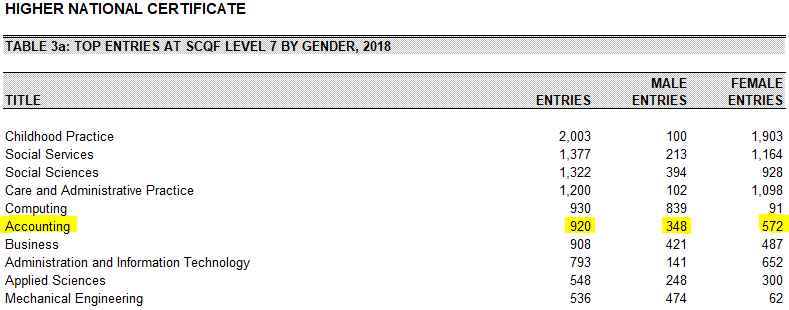 HIGHER NATIONAL CERTIFICATE
TABLE 3a: TOP ENTRIES AT SCQF LEVEL 7 BY GENDER, 2018
MALE FEMALE
TITLE ENTRIES ENTRIES ENTRIES
Childhood Practice 2,003 100 1,903
Social Services 1,377 213 1,164
Social Sciences 1,322 394 928
Care and Administrative Practice 1,200 102 1,098
Computing 930 839 91
Accounting 920 348 572
Business 908 421 487
Administration and Information Technology 793 141 652
Applied Sciences 548 248 300
Mechanical Engineering 536 474 62